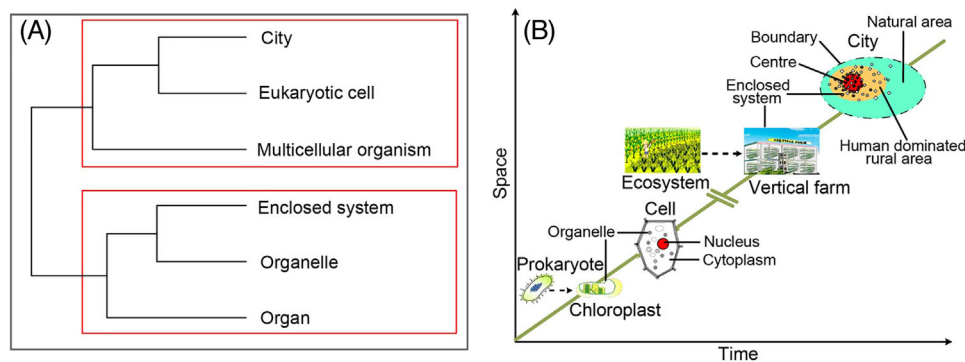 (A)
City
Eukaryotic cell
Multicellular organism
Enclosed system
Organelle
Organ
(B)
Space
Time
Natural area
Boundary
City
Centre
Enclosed
system
Human dominated
rural area
Ecosystem
Vertical farm
Cell
Organelle
Nucleus
Cytoplasm
Prokaryote
Chloroplast